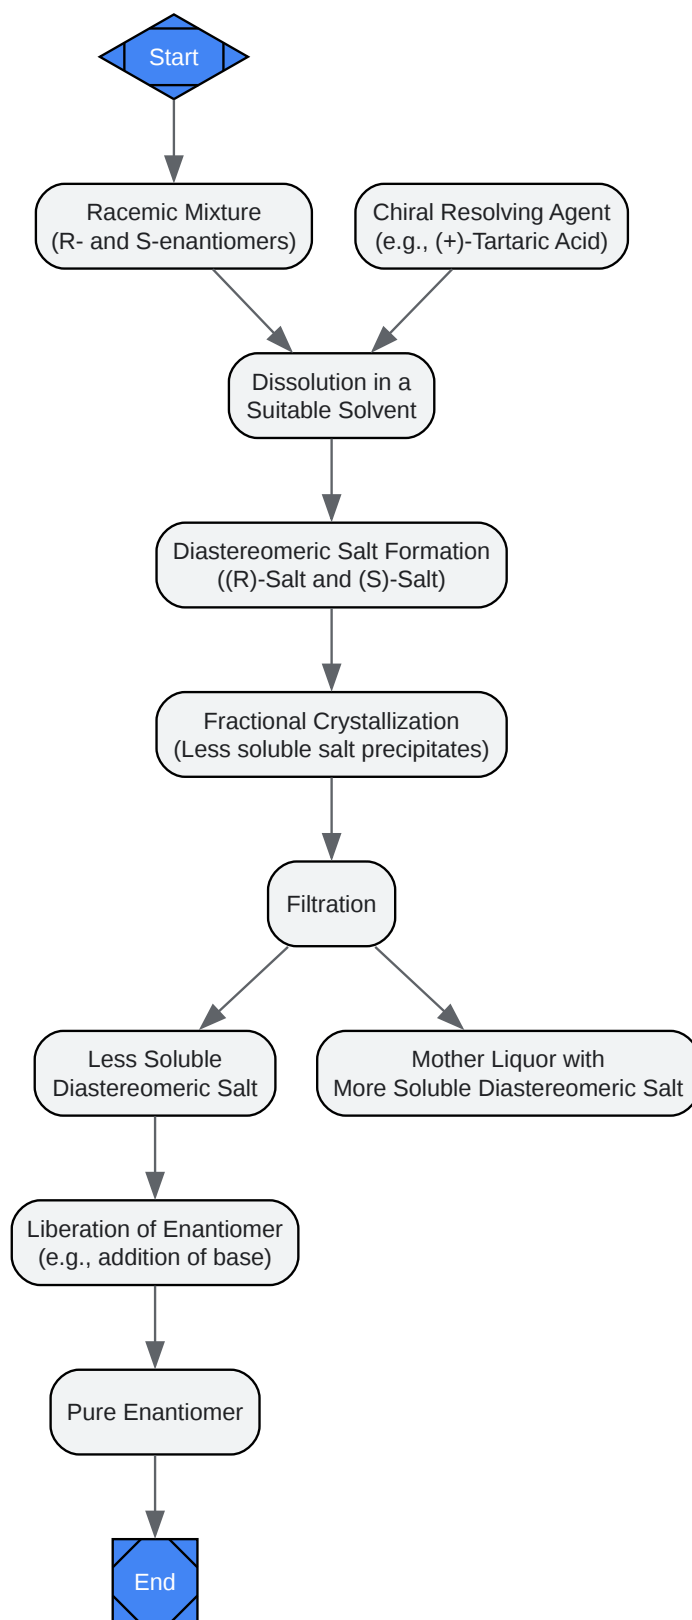 Start
Racemic Mixture
(R- and S-enantiomers)
Chiral Resolving Agent
(e.g., (+)-Tartaric Acid)
Dissolution in a
Suitable Solvent
Diastereomeric Salt Formation
((R)-Salt and (S)-Salt)
Fractional Crystallization
(Less soluble salt precipitates)
Filtration
Less Soluble
Diastereomeric Salt
Mother Liquor with
More Soluble Diastereomeric Salt
Liberation of Enantiomer
(e.g., addition of base)
Pure Enantiomer
End